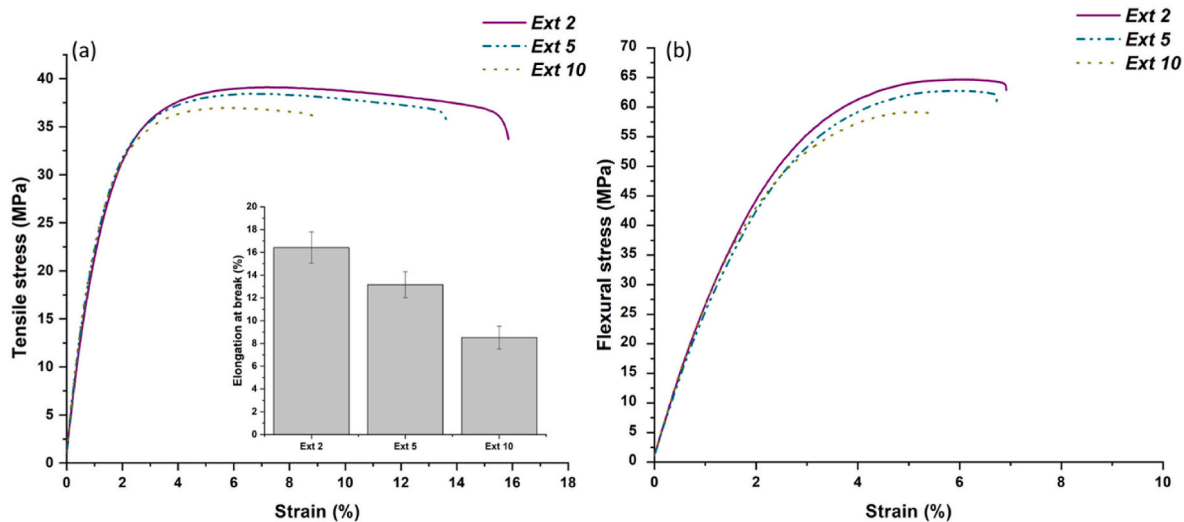 (a)
Ext 2
Ext 5
Ext 10
Tensile stress (MPa)
40
35
30
25
20
15
10
5
0
0 2 4 6 8 10 12 14 16 18
Strain (%)
Elongation at break (%)
20
18
16
14
12
10
8
6
4
2
0
Ext 2 Ext 5 Ext 10
(b)
Ext 2
Ext 5
Ext 10
Flexural stress (MPa)
70
65
60
55
50
45
40
35
30
25
20
15
10
5
0
0 2 4 6 8 10
Strain (%)